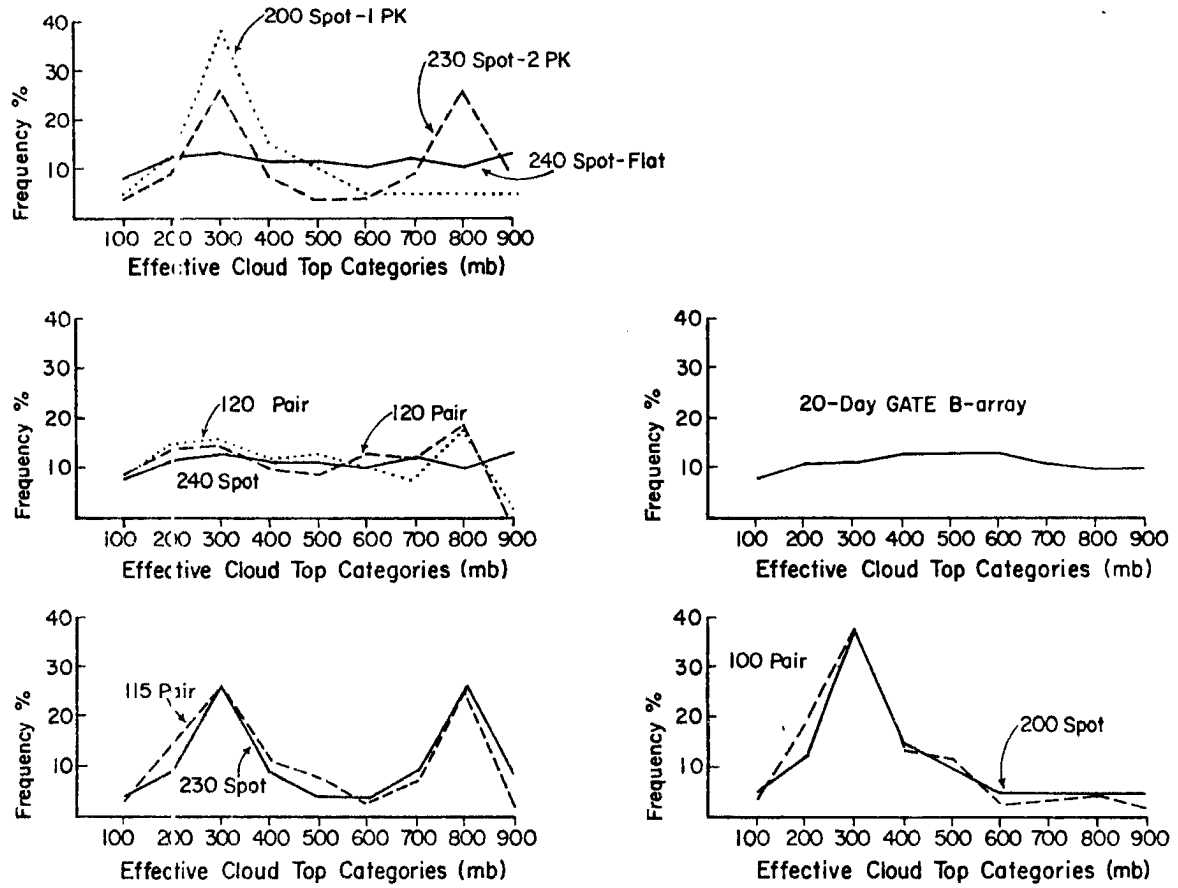 40
30
20
10
Frequency %
200 Spot-1 PK
230 Spot-2 PK
240 Spot-Flat
100 200 300 400 500 600 700 800 900
Effective Cloud Top Categories (mb)
40
30
20
10
Frequency %
120 Pair
120 Pair
240 Spot
100 200 300 400 500 600 700 800 900
Effective Cloud Top Categories (mb)
40
30
20
10
Frequency %
20-Day GATE B-array
100 200 300 400 500 600 700 800 900
Effective Cloud Top Categories (mb)
40
30
20
10
Frequency %
115 Pair
230 Spot
100 200 300 400 500 600 700 800 900
Effective Cloud Top Categories (mb)
40
30
20
10
Frequency %
100 Pair
200 Spot
100 200 300 400 500 600 700 800 900
Effective Cloud Top Categories (mb)